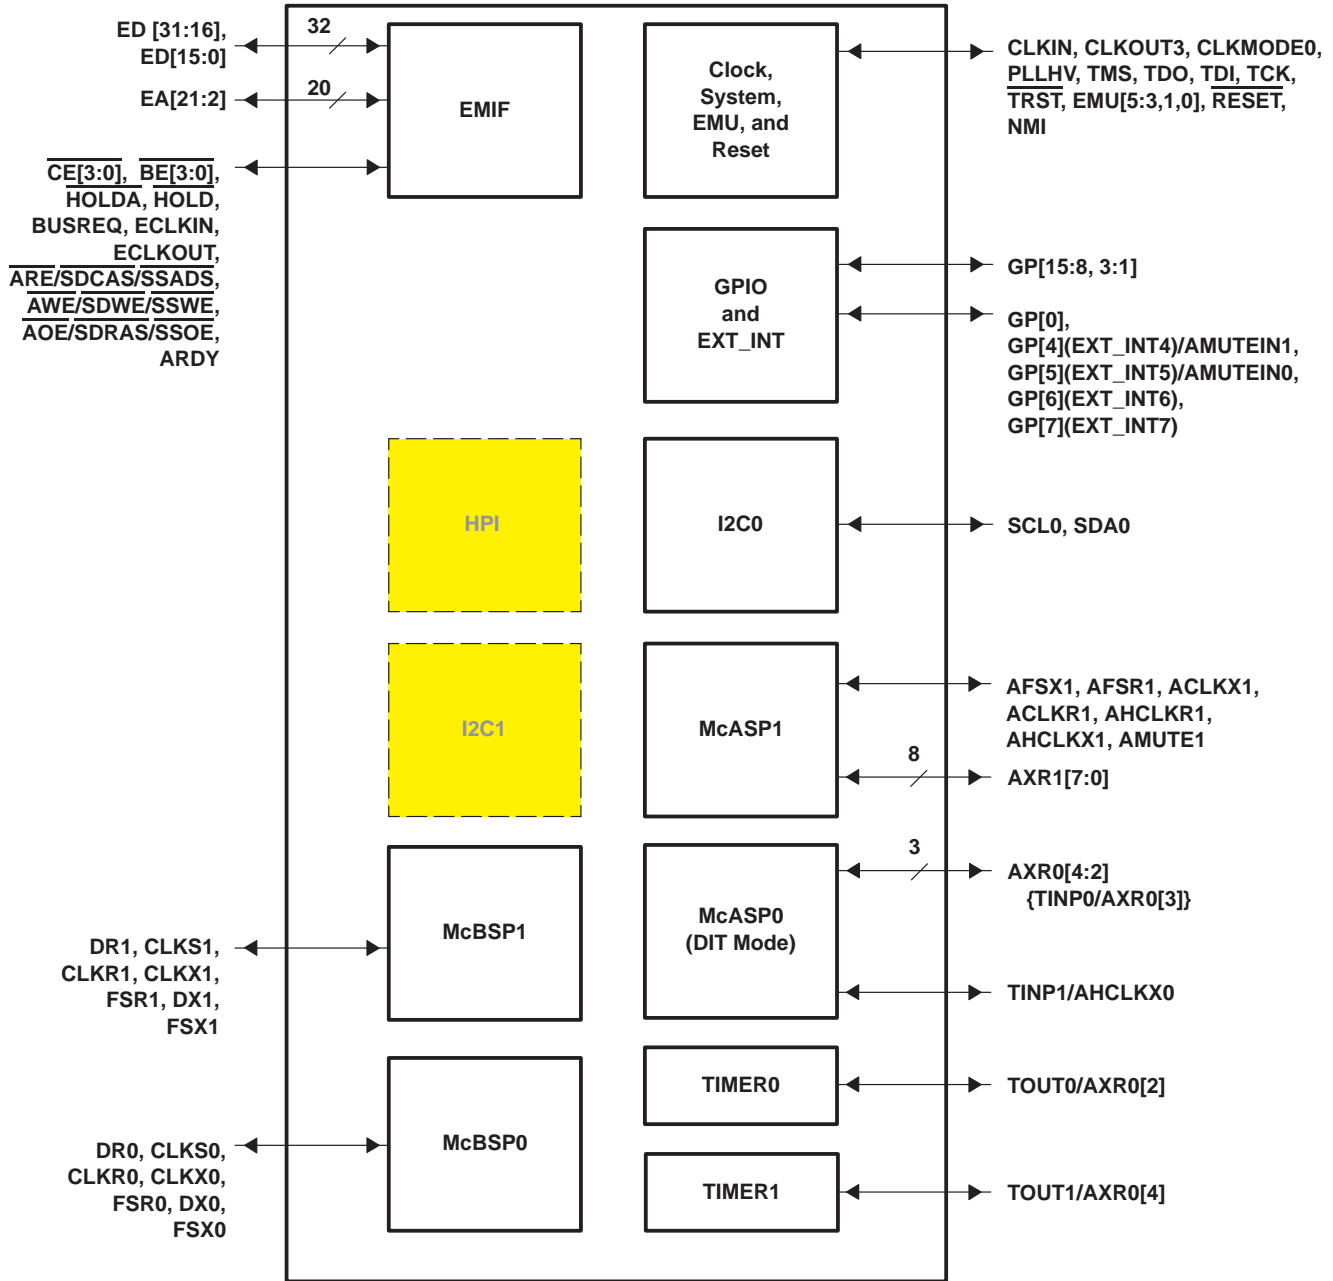 ED [31:16],
ED[15:0]
32
EA[21:2]
20
CE[3:0], BE[3:0],
HOLDA, HOLD,
BUSREQ, ECLKIN,
ECLKOUT,
ARE/SDCAS/SSADS,
AWE/SDWE/SSWE,
AOE/SDRAS/SSOE,
ARDY
EMIF
Clock,
System,
EMU, and
Reset
CLKIN, CLKOUT3, CLKMODE0,
PLLHV, TMS, TDO, TDI, TCK,
TRST, EMU[5:3,1,0], RESET,
NMI
GPIO
and
EXT_INT
GP[15:8, 3:1]
GP[0],
GP[4](EXT_INT4)/AMUTEIN1,
GP[5](EXT_INT5)/AMUTEIN0,
GP[6](EXT_INT6),
GP[7](EXT_INT7)
HPI
I2C0
SCL0, SDA0
I2C1
McASP1
AFSX1, AFSR1, ACLKX1,
ACLKR1, AHCLKR1,
AHCLKX1, AMUTE1
8
AXR1[7:0]
DR1, CLKS1,
CLKR1, CLKX1,
FSR1, DX1,
FSX1
McBSP1
McASP0
(DIT Mode)
3
AXR0[4:2]
{TINP0/AXR0[3]}
TINP1/AHCLKX0
DR0, CLKS0,
CLKR0, CLKX0,
FSR0, DX0,
FSX0
McBSP0
TIMER0
TOUT0/AXR0[2]
TIMER1
TOUT1/AXR0[4]